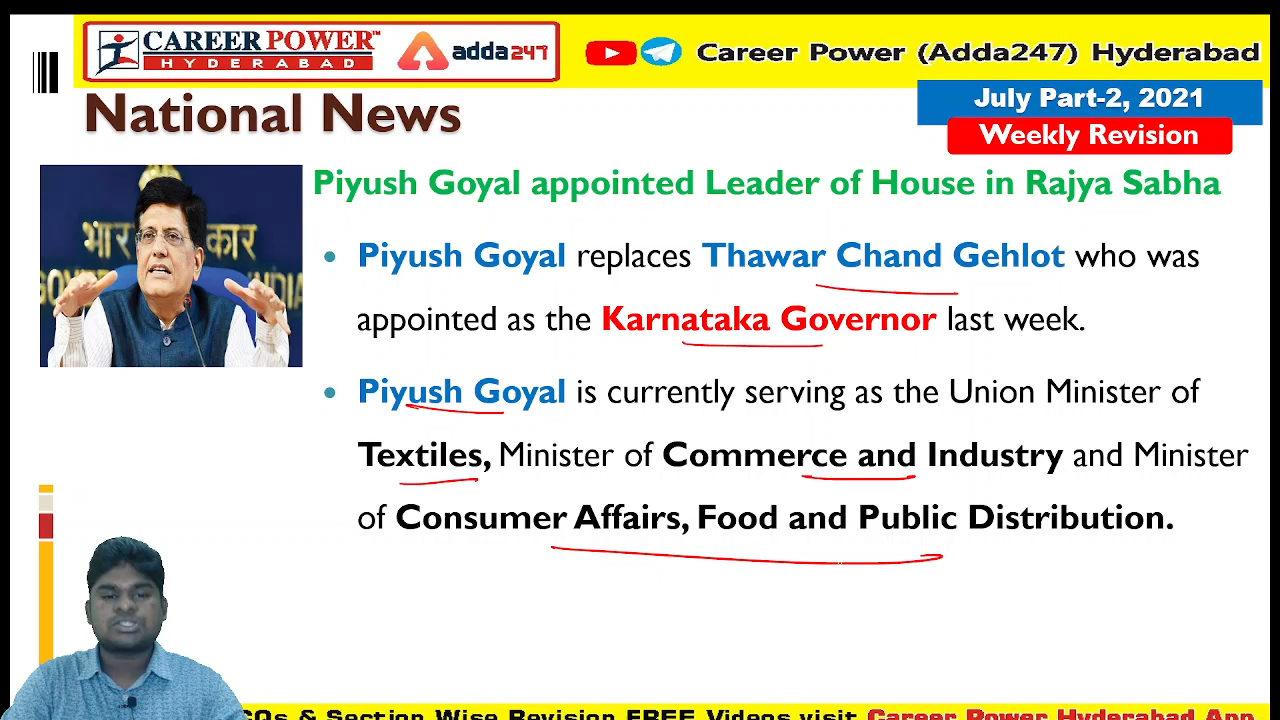 CAREER POWER™
HYDERABAD
adda247
Career Power (Adda247) Hyderabad
National News
July Part-2, 2021
Weekly Revision
Piyush Goyal appointed Leader of House in Rajya Sabha
• Piyush Goyal replaces Thawar Chand Gehlot who was
appointed as the Karnataka Governor last week.
• Piyush Goyal is currently serving as the Union Minister of
Textiles, Minister of Commerce and Industry and Minister
of Consumer Affairs, Food and Public Distribution.
& Section Wise Revision FREE Videos visit Career Power Hyderabad App